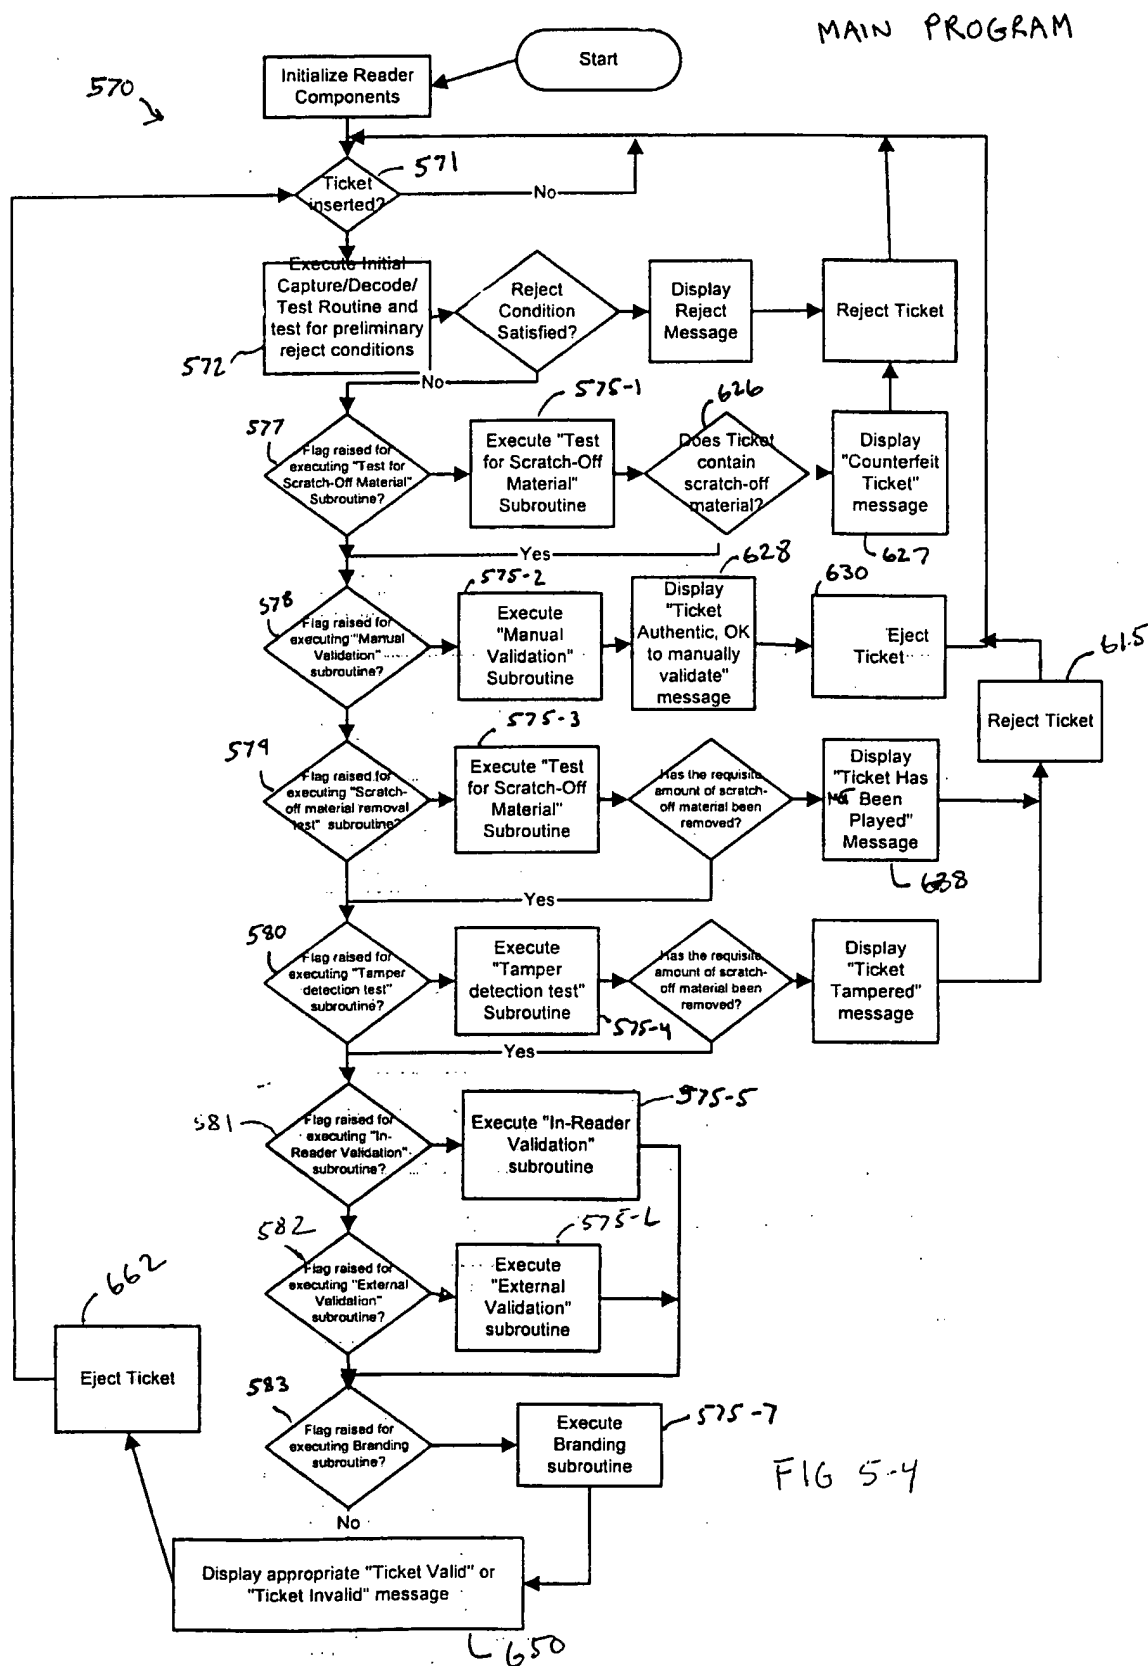 MAIN PROGRAM
Start
Initialize Reader
Components
570
571
Ticket
inserted?
No
Execute Initial
Capture/Decode/
Test Routine and
test for preliminary
reject conditions
572
Reject
Condition
Satisfied?
Display
Reject
Message
Reject Ticket
No
577
Flag raised for
executing "Test for
Scratch-Off Material"
Subroutine?
575-1
Execute "Test
for Scratch-Off
Material"
Subroutine
626
Does Ticket
contain
scratch-off
material?
Display
"Counterfeit
Ticket"
message
627
Yes
578
Flag raised for
executing "Manual
Validation"
subroutine?
575-2
Execute
"Manual
Validation"
Subroutine
628
Display
"Ticket
Authentic, OK
to manually
validate"
message
630
Eject
Ticket
615
Reject Ticket
579
Flag raised for
executing "Scratch-
off material removal
test" subroutine?
575-3
Execute "Test
for Scratch-Off
Material"
Subroutine
Has the requisite
amount of scratch-
off material been
removed?
Display
"Ticket Has
Not Been
Played"
Message
638
Yes
580
Flag raised for
executing "Tamper
detection test"
subroutine?
Execute
"Tamper
detection test"
Subroutine
575-4
Has the requisite
amount of scratch-
off material been
removed?
Display
"Ticket
Tampered"
message
Yes
581
Flag raised for
executing "In-
Reader Validation"
subroutine?
575-5
Execute "In-Reader
Validation"
subroutine
582
Flag raised for
executing "External
Validation"
subroutine?
575-6
Execute
"External
Validation"
subroutine
662
Eject Ticket
583
Flag raised for
executing Branding
subroutine?
575-7
Execute
Branding
subroutine
FIG 5-4
No
Display appropriate "Ticket Valid" or
"Ticket Invalid" message
650